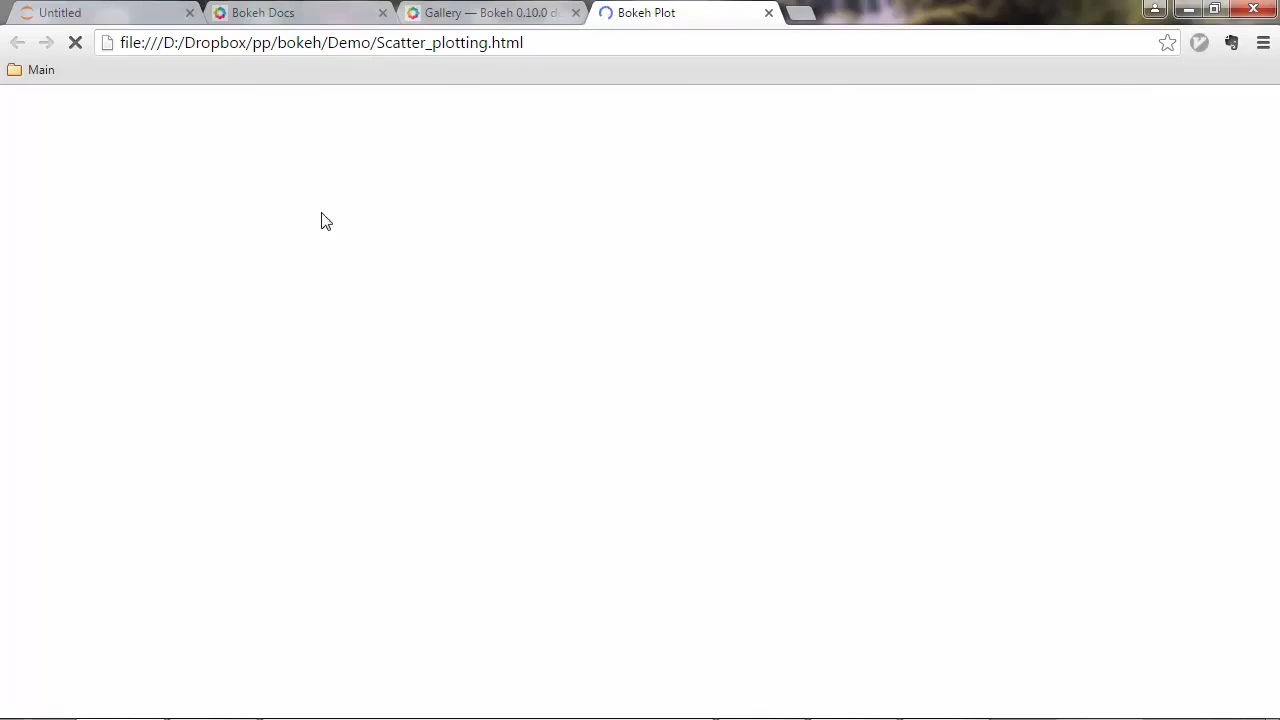 Untitled
Bokeh Docs
Gallery — Bokeh 0.10.0 d
Bokeh Plot
file:///D:/Dropbox/pp/bokeh/Demo/Scatter_plotting.html
Main